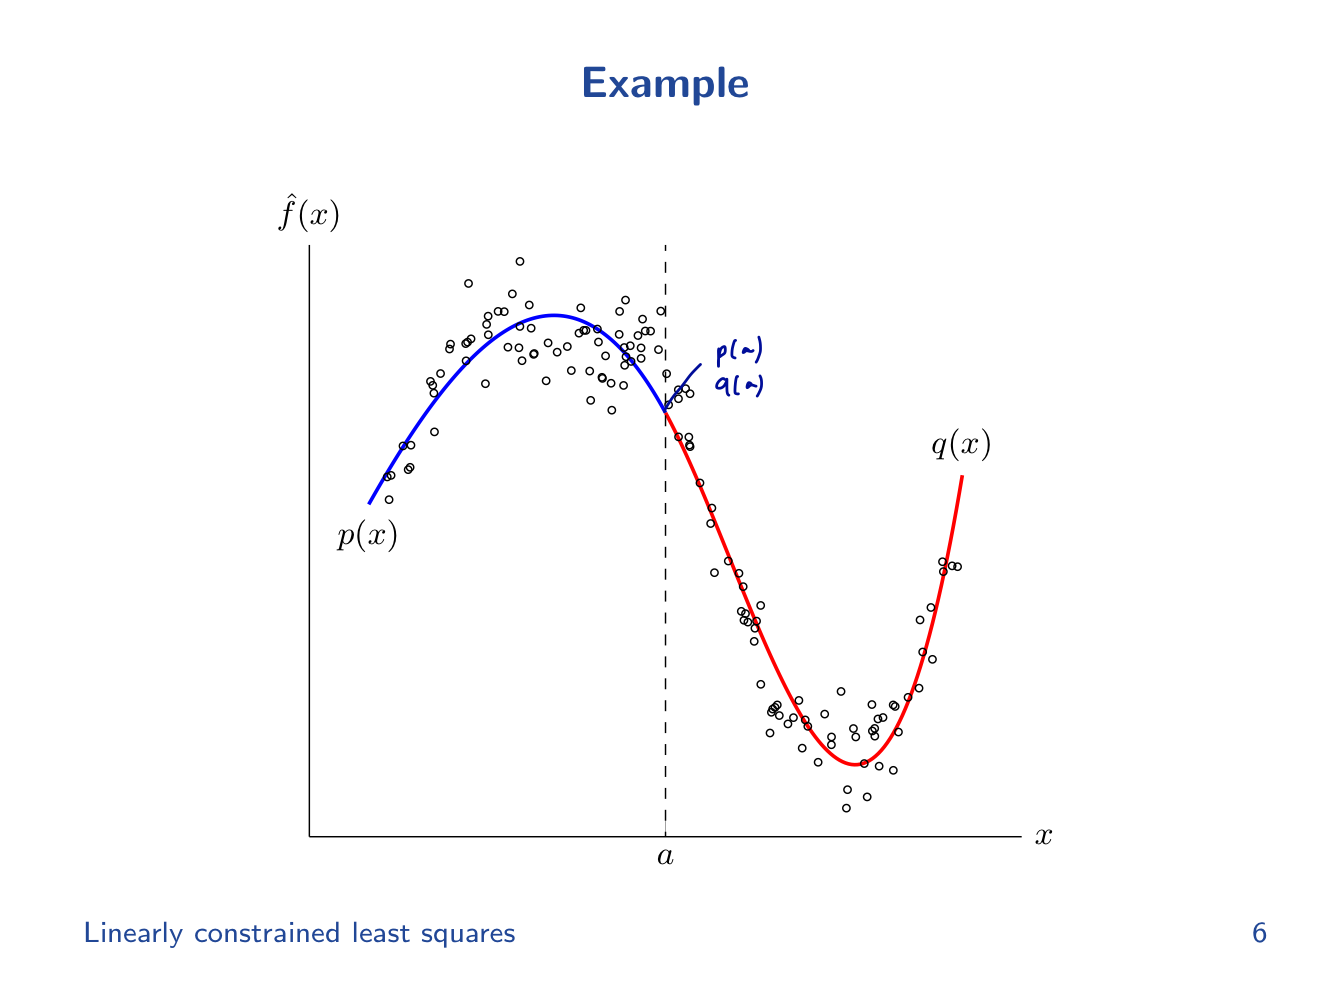 Example
f̂(x)
p(a)
q(a)
q(x)
p(x)
x
a
Linearly constrained least squares
6